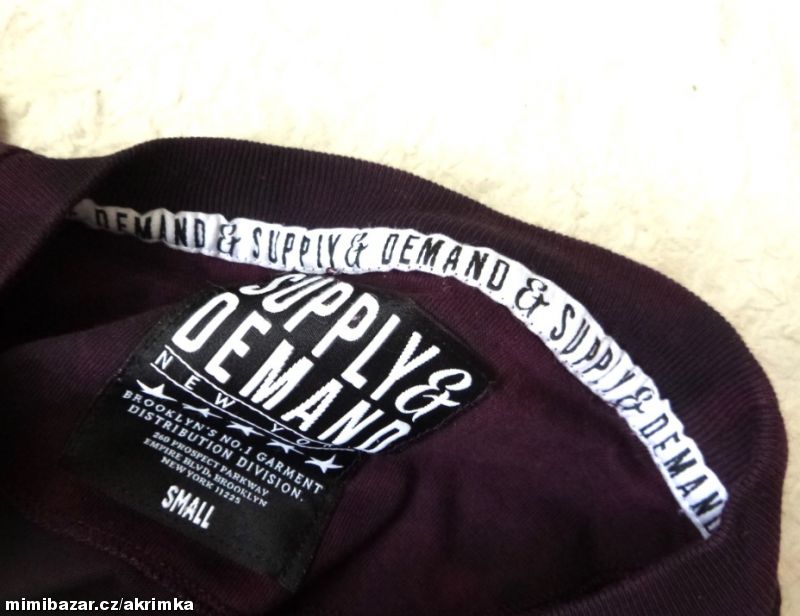 DEMAND & SUPPLY & DEMAND & SUPPLY & DEMAND
SUPPLY &
DEMAND
NEW YO
BROOKLYN'S NO.1 GARMENT
DISTRIBUTION DIVISION.
260 PROSPECT PARKWAY
EMPIRE BLVD, BROOKLYN
NEW YORK 11225
SMALL
mimibazar.cz/akrimka